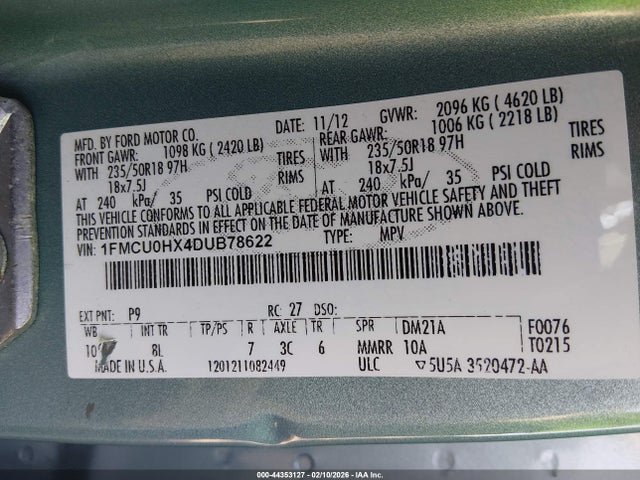 MFD. BY FORD MOTOR CO. DATE: 11/12 GVWR: 2096 KG ( 4620 LB)
FRONT GAWR: 1098 KG ( 2420 LB) REAR GAWR: 1006 KG ( 2218 LB)
WITH 235/50R18 97H TIRES WITH 235/50R18 97H TIRES
18x7.5J RIMS 18x7.5J RIMS
AT 240 kPa/ 35 PSI COLD AT 240 kPa/ 35 PSI COLD
THIS VEHICLE CONFORMS TO ALL APPLICABLE FEDERAL MOTOR VEHICLE SAFETY AND THEFT
PREVENTION STANDARDS IN EFFECT ON THE DATE OF MANUFACTURE SHOWN ABOVE.
VIN: 1FMCU0HX4DUB78622 TYPE: MPV
EXT PNT: P9 RC: 27 DSO:
WB INT TR TP/PS R AXLE TR SPR DM21A F0076
8L 7 3C 6 MMRR 10A T0215
MADE IN U.S.A. 1201211082449 ULC ▽5U5A 3520472-AA
000-44353127 - 02/10/2026 - © IAA Inc.